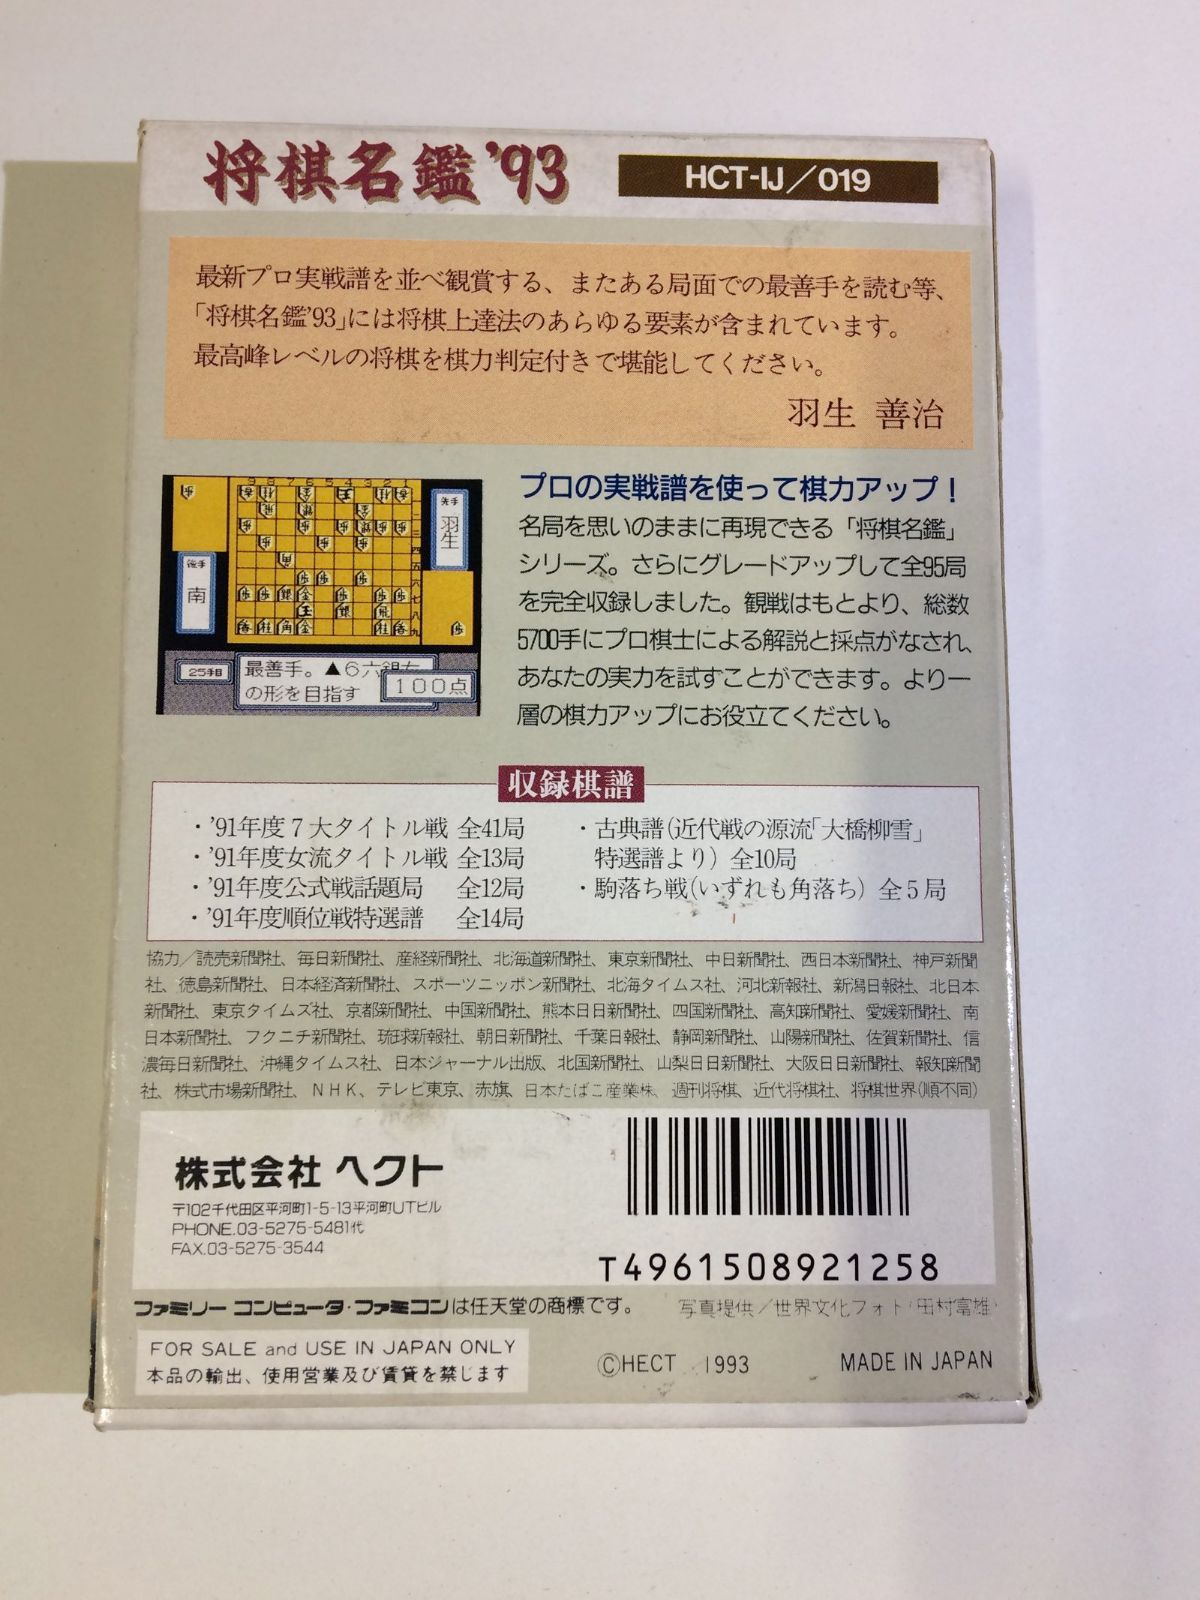 将棋名鑑'93
HCT-IJ/019
最新プロ実戦譜を並べ観賞する、またある局面での最善手を読む等、
「将棋名鑑'93」には将棋上達法のあらゆる要素が含まれています。
最高峰レベルの将棋を棋力判定付きで堪能してください。
羽生 善治
先手
羽生
後手
南
25手目
最善手。▲6六銀左
の形を目指す
100点
プロの実戦譜を使って棋力アップ!
名局を思いのままに再現できる「将棋名鑑」
シリーズ。さらにグレードアップして全95局
を完全収録しました。観戦はもとより、総数
5700手にプロ棋士による解説と採点がなされ、
あなたの実力を試すことができます。より一
層の棋力アップにお役立てください。
収録棋譜
・'91年度7大タイトル戦 全41局
・'91年度女流タイトル戦 全13局
・'91年度公式戦話題局 全12局
・'91年度順位戦特選譜 全14局
・古典譜(近代戦の源流「大橋柳雪」
特選譜より) 全10局
・駒落ち戦(いずれも角落ち) 全5局
協力/読売新聞社、毎日新聞社、産経新聞社、北海道新聞社、東京新聞社、中日新聞社、西日本新聞社、神戸新聞
社、徳島新聞社、日本経済新聞社、スポーツニッポン新聞社、北海タイムス社、河北新報社、新潟日報社、北日本
新聞社、東京タイムズ社、京都新聞社、中国新聞社、熊本日日新聞社、四国新聞社、高知新聞社、愛媛新聞社、南
日本新聞社、フクニチ新聞社、琉球新報社、朝日新聞社、千葉日報社、静岡新聞社、山陽新聞社、佐賀新聞社、信
濃毎日新聞社、沖縄タイムス社、日本ジャーナル出版、北国新聞社、山梨日日新聞社、大阪日日新聞社、報知新聞
社、株式市場新聞社、NHK、テレビ東京、赤旗、日本たばこ産業株、週刊将棋、近代将棋社、将棋世界(順不同)
株式会社 ヘクト
〒102千代田区平河町1-5-13平河町UTビル
PHONE.03-5275-5481代
FAX.03-5275-3544
T4961508921258
ファミリー コンピュータ・ファミコンは任天堂の商標です。
写真提供/世界文化フォト(田村富雄)
FOR SALE and USE IN JAPAN ONLY
本品の輸出、使用営業及び賃貸を禁じます
©HECT 1993
MADE IN JAPAN